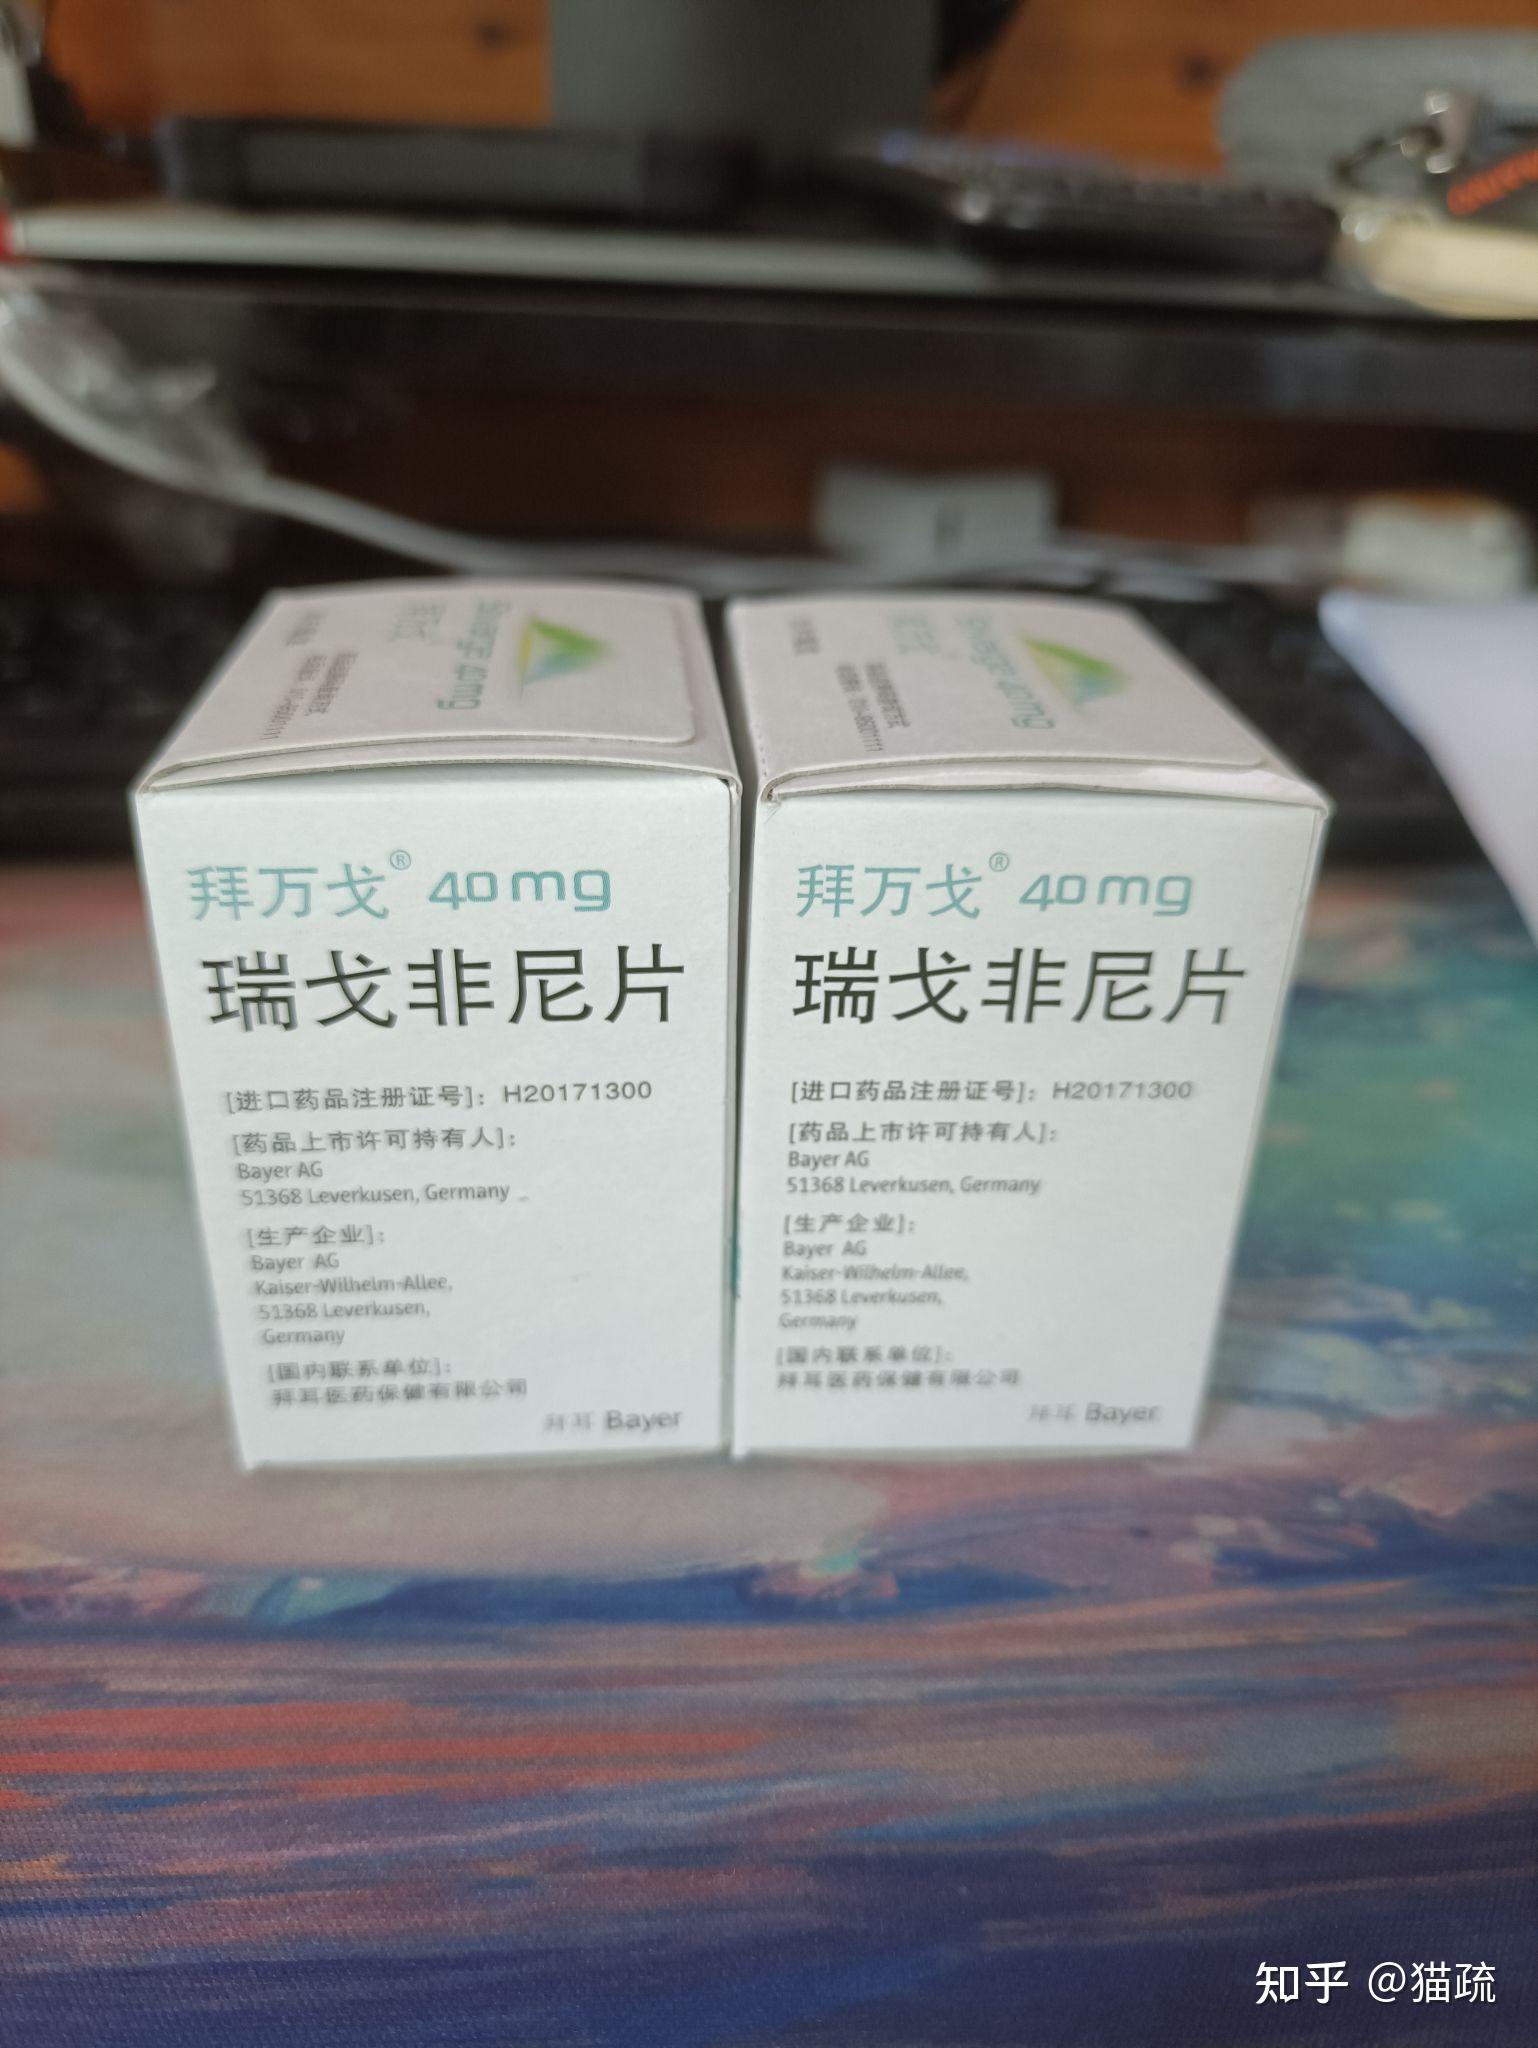 Stivarga 40mg
Stivarga 40mg
拜万戈® 40mg
瑞戈非尼片
[进口药品注册证号]：H20171300
[药品上市许可持有人]：
Bayer AG
51368 Leverkusen, Germany
[生产企业]：
Bayer AG
Kaiser-Wilhelm-Allee,
51368 Leverkusen,
Germany
[国内联系单位]：
拜耳医药保健有限公司
拜耳 Bayer
拜万戈® 40mg
瑞戈非尼片
[进口药品注册证号]：H20171300
[药品上市许可持有人]：
Bayer AG
51368 Leverkusen, Germany
[生产企业]：
Bayer AG
Kaiser-Wilhelm-Allee,
51368 Leverkusen,
Germany
[国内联系单位]：
拜耳医药保健有限公司
拜耳 Bayer
知乎 @猫疏